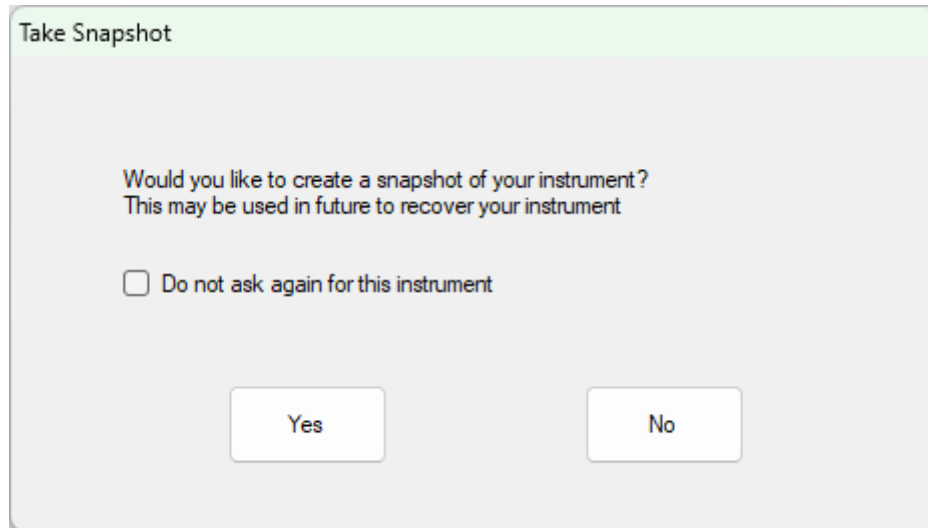 Take Snapshot
Would you like to create a snapshot of your instrument?
This may be used in future to recover your instrument
Do not ask again for this instrument
Yes
No